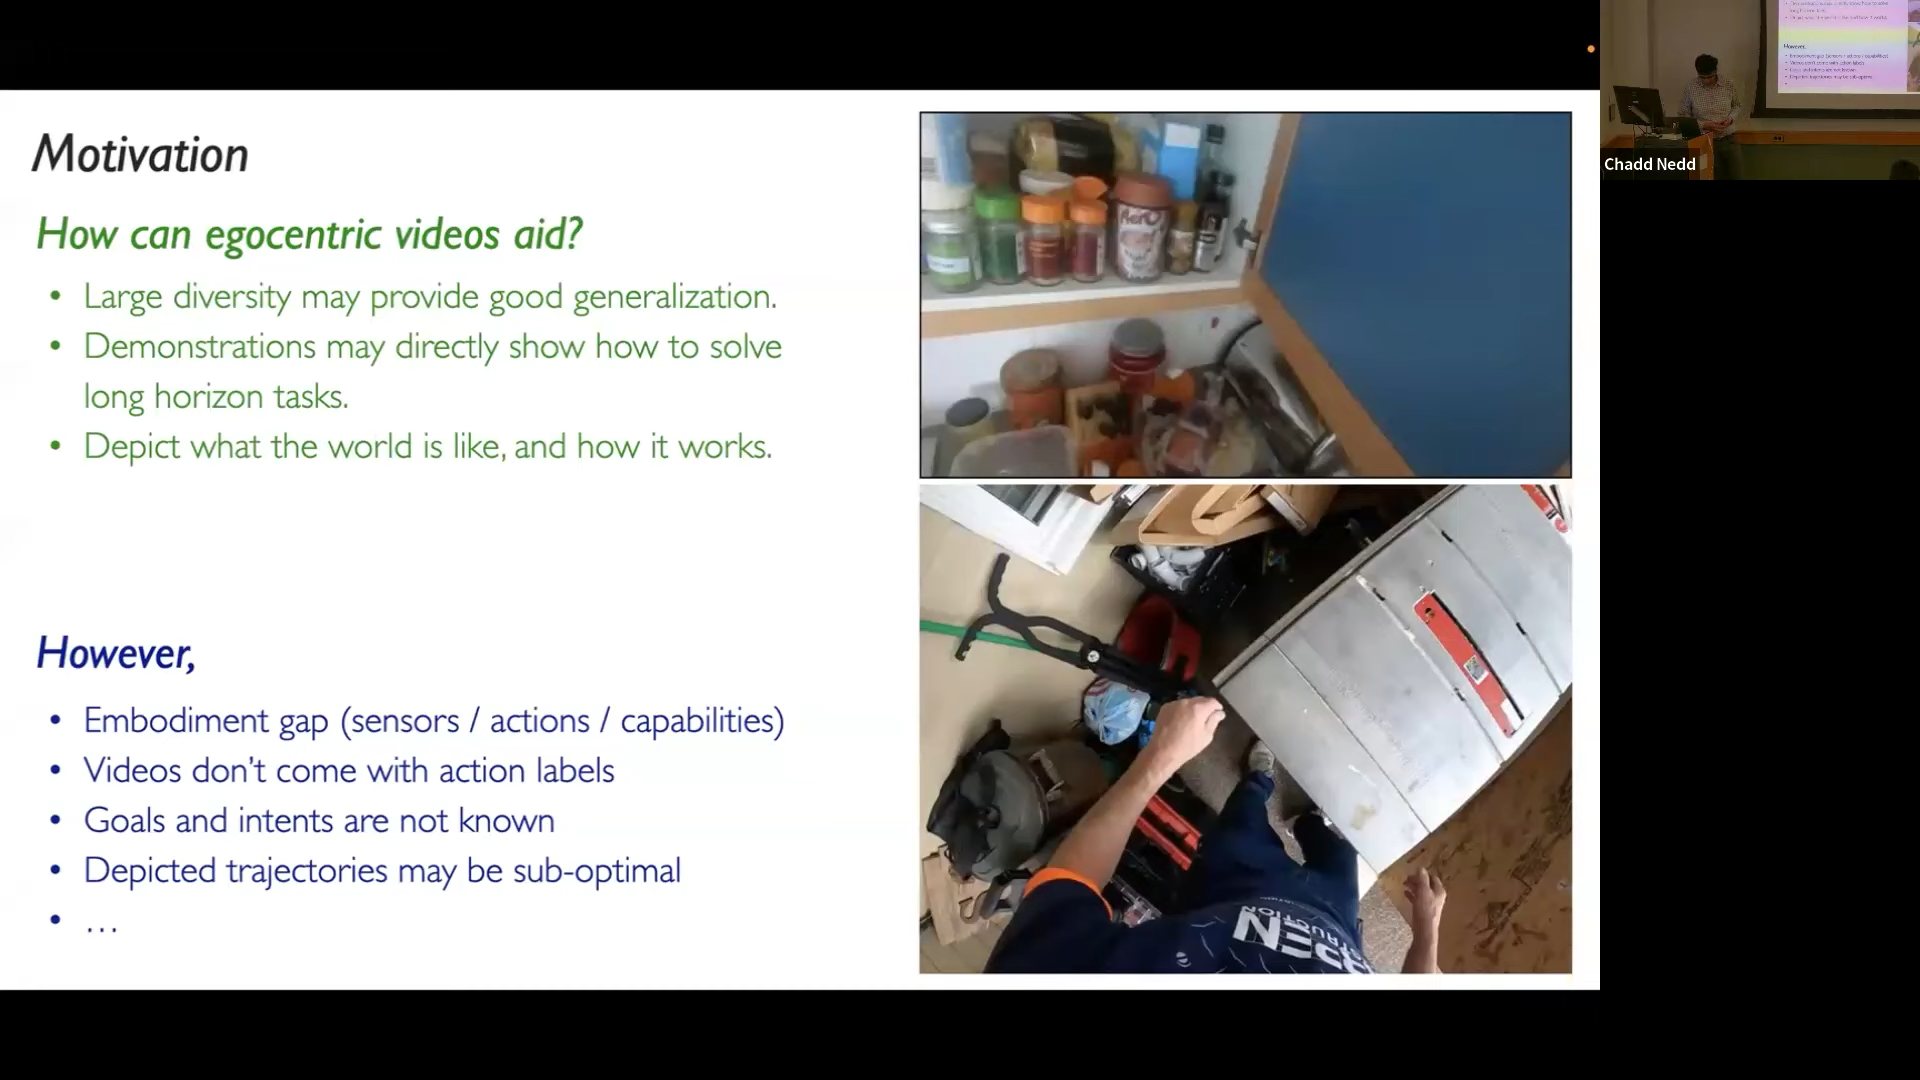 Motivation
How can egocentric videos aid?
• Large diversity may provide good generalization.
• Demonstrations may directly show how to solve
long horizon tasks.
• Depict what the world is like, and how it works.
However,
• Embodiment gap (sensors / actions / capabilities)
• Videos don't come with action labels
• Goals and intents are not known
• Depicted trajectories may be sub-optimal
• …
Aero
Chadd Nedd
However,